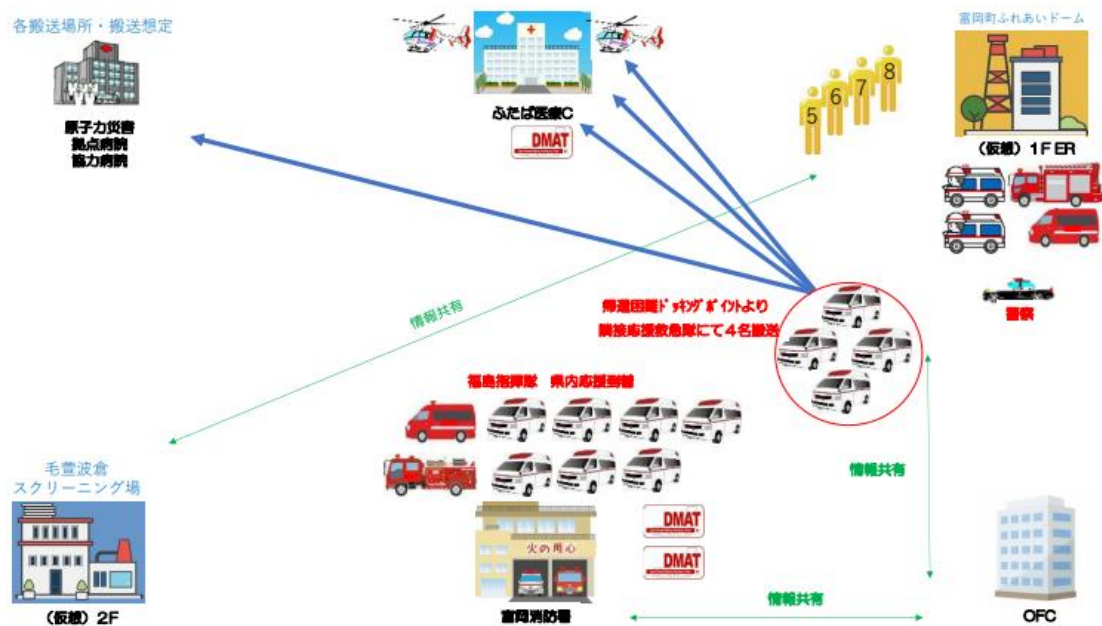 各搬送場所・搬送想定
原子力災害
拠点病院
協力病院
ふたば医療C
DMAT
5
6
7
8
富岡町ふれあいドーム
(仮想) 1F ER
警察
情報共有
帰還困難ドッキングポイントより
隣接応援救急隊にて4名搬送
福島指揮隊 県内応援到着
毛萱波倉
スクリーニング場
(仮想) 2F
火の用心
富岡消防署
DMAT
DMAT
情報共有
情報共有
OFC